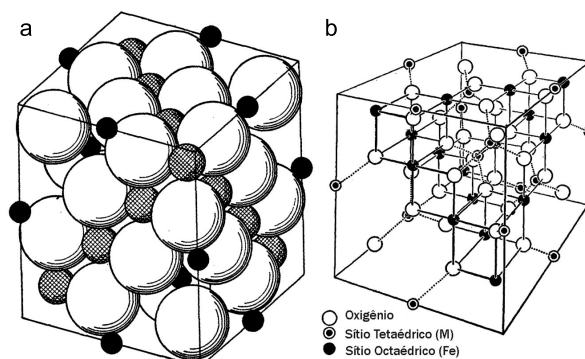 a
b
Oxigênio
Sítio Tetaédrico (M)
Sítio Octaédrico (Fe)